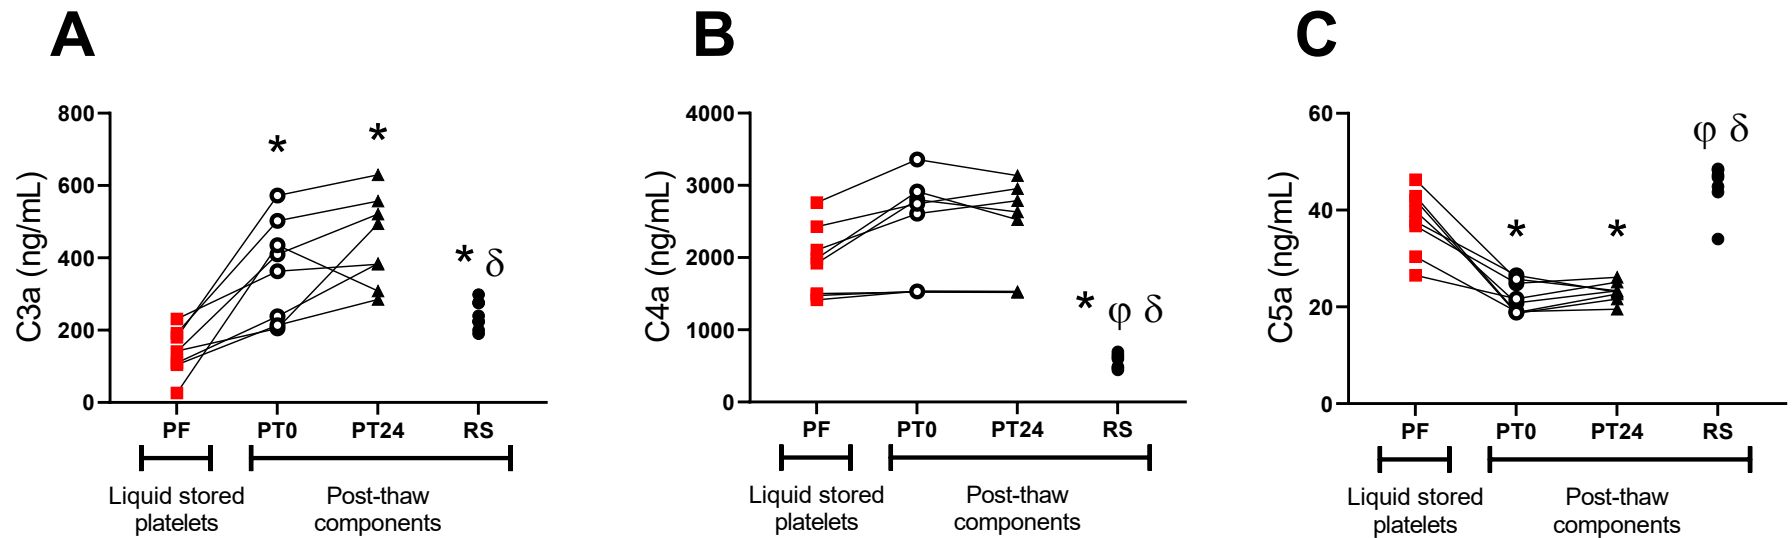 A
C3a (ng/mL)
800
600
400
200
0
*
*
* δ
PF
PT0
PT24
RS
Liquid stored
platelets
Post-thaw
components
B
C4a (ng/mL)
4000
3000
2000
1000
0
* φ δ
PF
PT0
PT24
RS
Liquid stored
platelets
Post-thaw
components
C
C5a (ng/mL)
60
40
20
0
*
*
φ δ
PF
PT0
PT24
RS
Liquid stored
platelets
Post-thaw
components